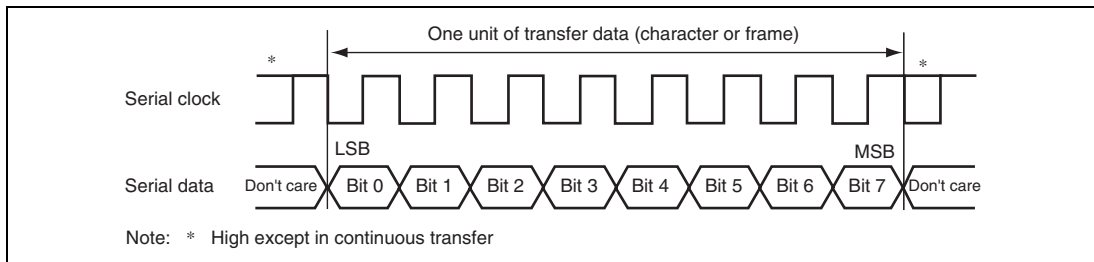 One unit of transfer data (character or frame)
* *
Serial clock
LSB MSB
Serial data Don't care Bit 0 Bit 1 Bit 2 Bit 3 Bit 4 Bit 5 Bit 6 Bit 7 Don't care
Note: * High except in continuous transfer